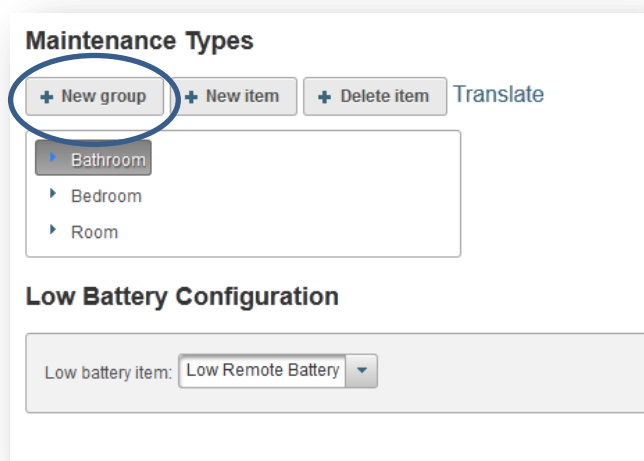 Maintenance Types
New group New item Delete item Translate
Bathroom
Bedroom
Room
Low Battery Configuration
Low battery item: Low Remote Battery